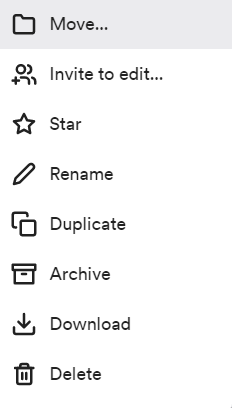 Move...
Invite to edit...
Star
Rename
Duplicate
Archive
Download
Delete